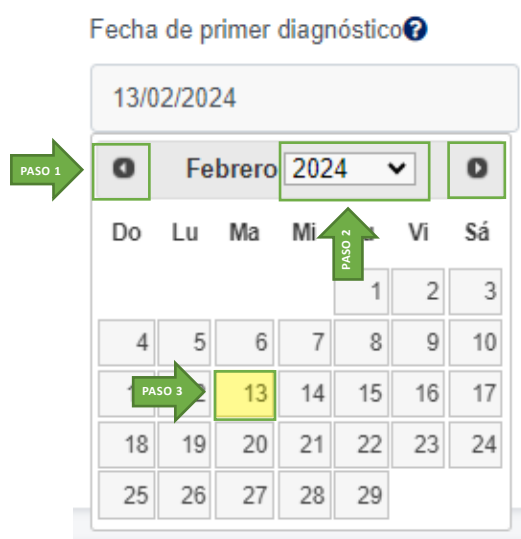 Fecha de primer diagnóstico
13/02/2024
PASO 1
Febrero 2024
Do Lu Ma Mi Vi Sá
PASO 2
1 2 3
4 5 6 7 8 9 10
PASO 3 13 14 15 16 17
18 19 20 21 22 23 24
25 26 27 28 29